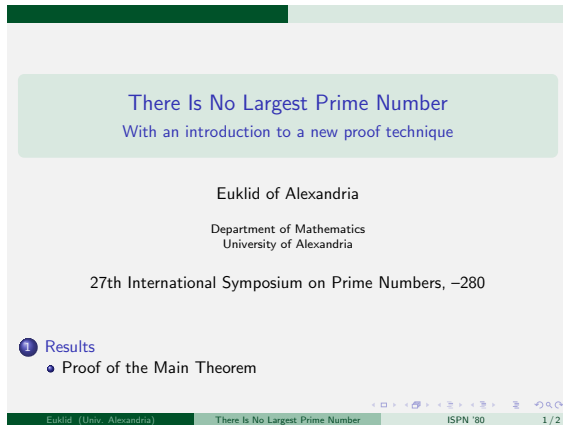 There Is No Largest Prime Number
With an introduction to a new proof technique
Euklid of Alexandria
Department of Mathematics
University of Alexandria
27th International Symposium on Prime Numbers, –280
1 Results
Proof of the Main Theorem
Euklid (Univ. Alexandria) There Is No Largest Prime Number ISPN '80 1 / 2